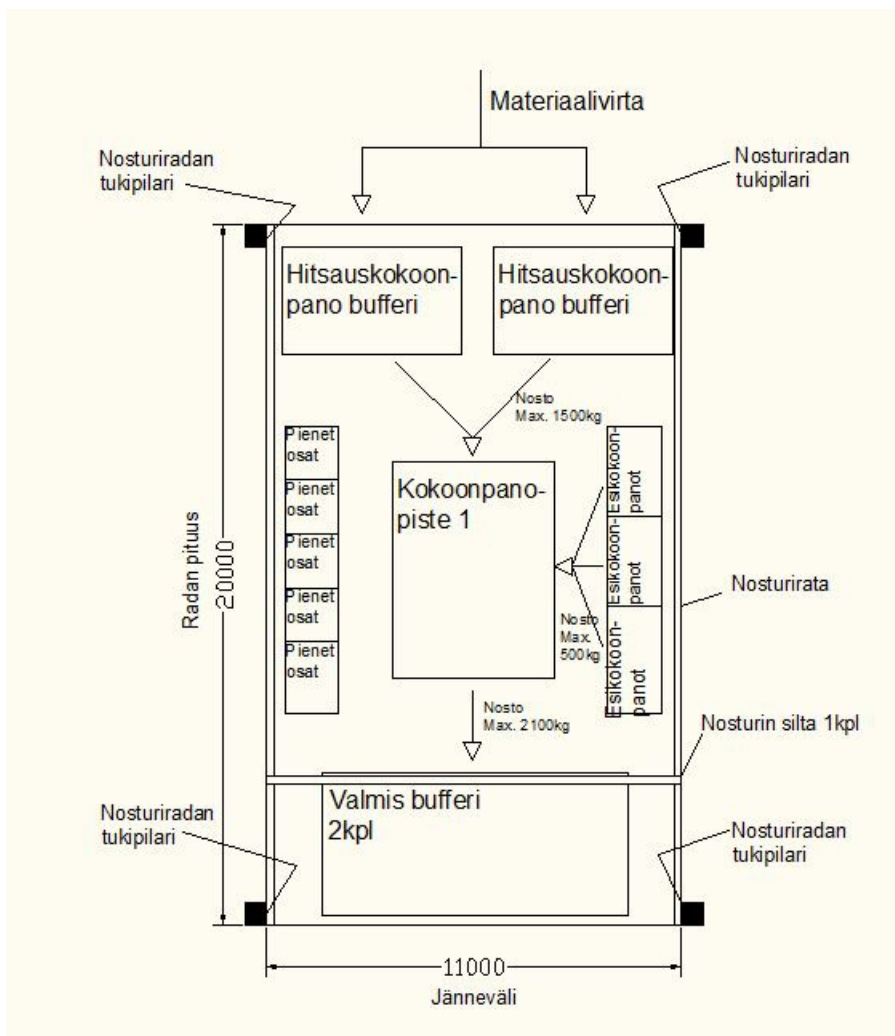 Materiaalivirta
Nosturiradan
tukipilari
Nosturiradan
tukipilari
Hitsauskokoon-
pano bufferi
Hitsauskokoon-
pano bufferi
Nosto
Max. 1500kg
Pienet
osat
Pienet
osat
Pienet
osat
Pienet
osat
Pienet
osat
Kokoonpano-
piste 1
Esikokoon-
panot
Esikokoon-
panot
Esikokoon-
panot
Nosto
Max.
500kg
Radan pituus
20000
Nosturirata
Nosto
Max. 2100kg
Nosturin silta 1kpl
Valmis bufferi
2kpl
Nosturiradan
tukipilari
Nosturiradan
tukipilari
11000
Jänneväli